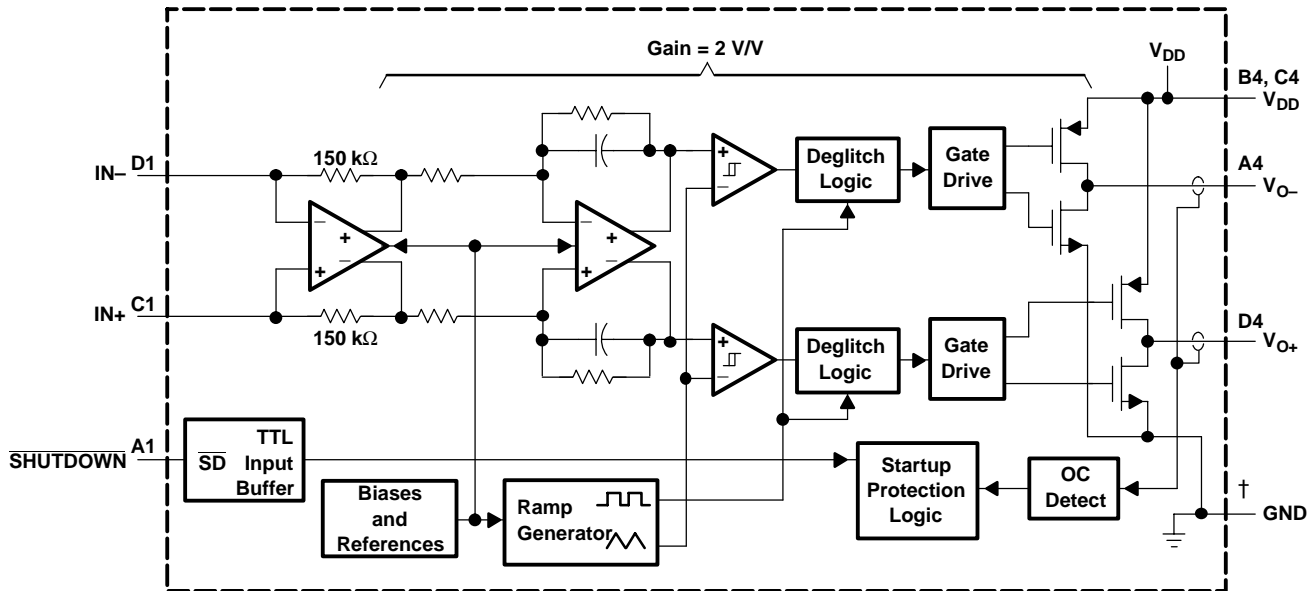 Gain = 2 V/V
VDD
B4, C4
VDD
IN– D1
150 kΩ
Deglitch
Logic
Gate
Drive
A4
VO–
IN+ C1
150 kΩ
Deglitch
Logic
Gate
Drive
D4
VO+
SHUTDOWN A1
SD
TTL
Input
Buffer
Biases
and
References
Ramp
Generator
Startup
Protection
Logic
OC
Detect
†
GND
+
–
+
–
–
+
–
+
–
+
–
+
+
–